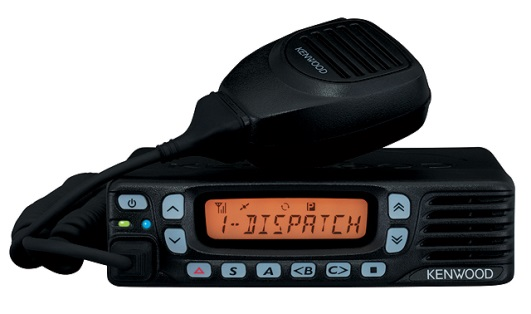 KENWOOD
1-DISPATCH
S A <B C>
KENWOOD